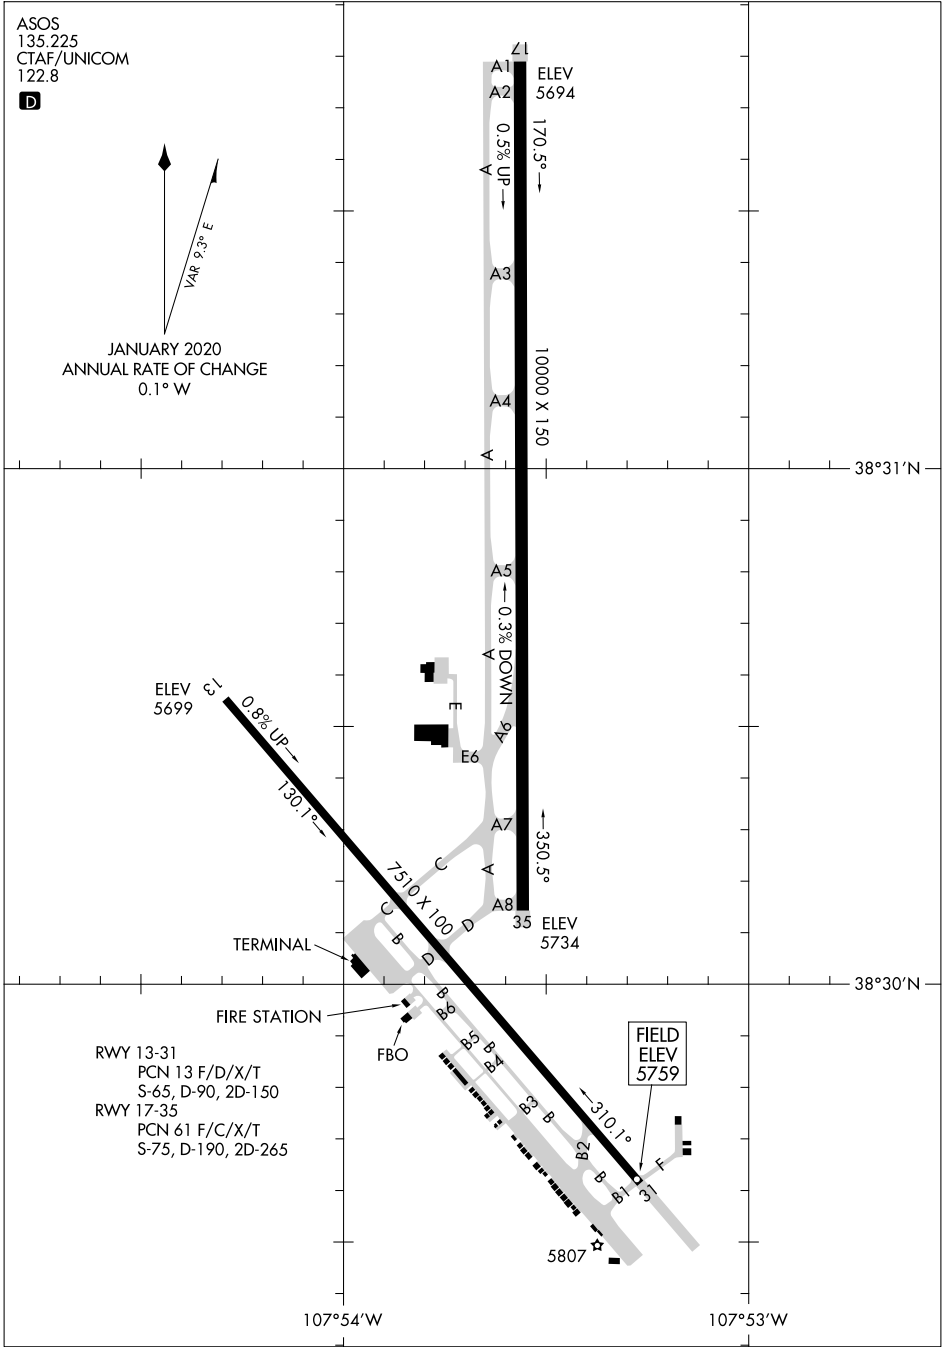 ASOS
135.225
CTAF/UNICOM
122.8
D
VAR 9.3° E
JANUARY 2020
ANNUAL RATE OF CHANGE
0.1° W
17
A1
ELEV
5694
A2
0.5% UP
170.5°
A
A3
10000 X 150
A4
A
38°31'N
A5
0.3% DOWN
A
ELEV
5699
13
0.8% UP
130.1°
E
A6
E6
A7
350.5°
C
A
7510 X 100
A8
35
ELEV
5734
C
B
D
D
TERMINAL
38°30'N
B
B6
FIRE STATION
FBO
B5
B
B4
FIELD
ELEV
5759
RWY 13-31
PCN 13 F/D/X/T
S-65, D-90, 2D-150
RWY 17-35
PCN 61 F/C/X/T
S-75, D-190, 2D-265
B3
B
310.1°
B2
B
F
B1
31
5807
107°54'W
107°53'W